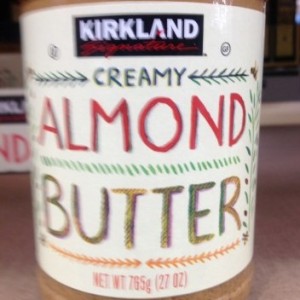 KIRKLAND
Signature
CREAMY
ALMOND
BUTTER
NET WT 765g (27 OZ)